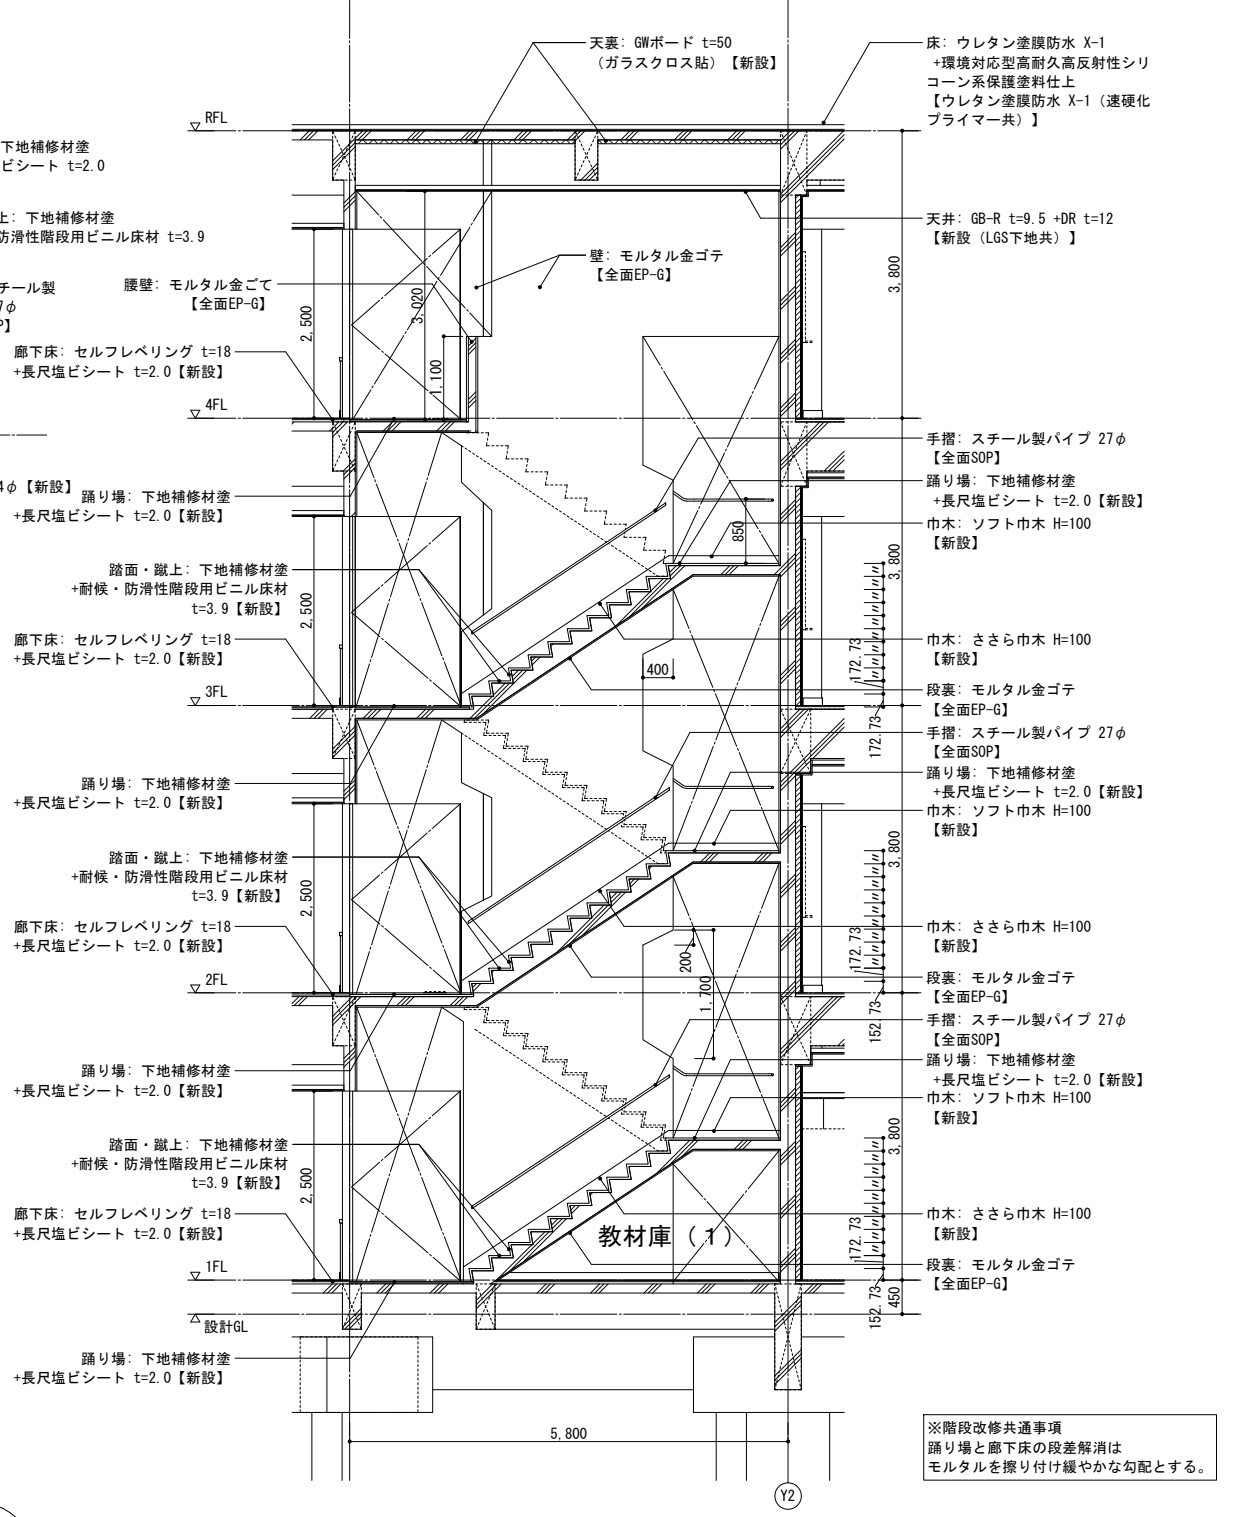 天裏: GWボード t=50
(ガラスクロス貼)【新設】
床: ウレタン塗膜防水 X-1
+環境対応型高耐久高反射性シリ
コーン系保護塗料仕上
【ウレタン塗膜防水 X-1（速硬化
プライマー共）】
RFL
下地補修材塗
ビシート t=2.0
上: 下地補修材塗
防滑性階段用ビニル床材 t=3.9
天井: GB-R t=9.5 +DR t=12
【新設（LGS下地共）】
壁: モルタル金ゴテ
【全面EP-G】
チール製
7φ
P】
腰壁: モルタル金ごて
【全面EP-G】
3,800
3,020
2,500
廊下床: セルフレベリング t=18
+長尺塩ビシート t=2.0【新設】
1,100
4FL
手摺: スチール製パイプ 27φ
【全面SOP】
4φ【新設】
踊り場: 下地補修材塗
+長尺塩ビシート t=2.0【新設】
踊り場: 下地補修材塗
+長尺塩ビシート t=2.0【新設】
850
巾木: ソフト巾木 H=100
【新設】
踏面・蹴上: 下地補修材塗
+耐候・防滑性階段用ビニル床材
t=3.9【新設】
2,500
3,800
〃
〃
〃
〃
〃
〃
〃
〃
〃
172.73
廊下床: セルフレベリング t=18
+長尺塩ビシート t=2.0【新設】
400
巾木: ささら巾木 H=100
【新設】
3FL
段裏: モルタル金ゴテ
【全面EP-G】
172.73
手摺: スチール製パイプ 27φ
【全面SOP】
踊り場: 下地補修材塗
+長尺塩ビシート t=2.0【新設】
踊り場: 下地補修材塗
+長尺塩ビシート t=2.0【新設】
巾木: ソフト巾木 H=100
【新設】
踏面・蹴上: 下地補修材塗
+耐候・防滑性階段用ビニル床材
t=3.9【新設】
2,500
3,800
〃
〃
〃
〃
〃
〃
〃
〃
〃
172.73
廊下床: セルフレベリング t=18
+長尺塩ビシート t=2.0【新設】
200
1,700
巾木: ささら巾木 H=100
【新設】
2FL
段裏: モルタル金ゴテ
【全面EP-G】
152.73
手摺: スチール製パイプ 27φ
【全面SOP】
踊り場: 下地補修材塗
+長尺塩ビシート t=2.0【新設】
踊り場: 下地補修材塗
+長尺塩ビシート t=2.0【新設】
巾木: ソフト巾木 H=100
【新設】
踏面・蹴上: 下地補修材塗
+耐候・防滑性階段用ビニル床材
t=3.9【新設】
2,500
3,800
〃
〃
〃
〃
〃
〃
〃
〃
〃
172.73
廊下床: セルフレベリング t=18
+長尺塩ビシート t=2.0【新設】
教材庫（1）
巾木: ささら巾木 H=100
【新設】
1FL
段裏: モルタル金ゴテ
【全面EP-G】
152.73
450
設計GL
踊り場: 下地補修材塗
+長尺塩ビシート t=2.0【新設】
5,800
※階段改修共通事項
踊り場と廊下床の段差解消は
モルタルを擦り付け緩やかな勾配とする。
Y2